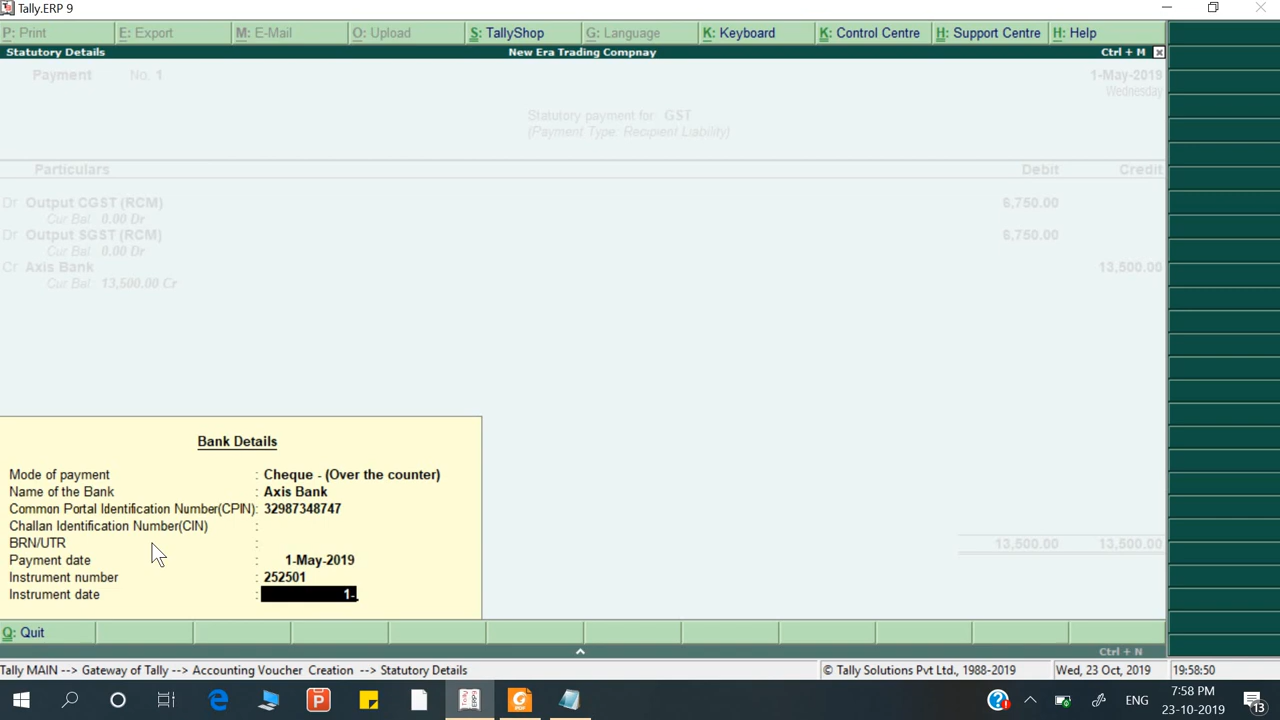 Tally.ERP 9
P: Print E: Export M: E-Mail O: Upload S: TallyShop G: Language K: Keyboard K: Control Centre H: Support Centre H: Help
Statutory Details New Era Trading Compnay Ctrl + M
Payment No. 1 1-May-2019
Wednesday
Statutory payment for: GST
(Payment Type: Recipient Liability)
Particulars Debit Credit
Dr Output CGST (RCM) 6,750.00
Cur Bal: 0.00 Dr
Dr Output SGST (RCM) 6,750.00
Cur Bal: 0.00 Dr
Cr Axis Bank 13,500.00
Cur Bal: 13,500.00 Cr
Bank Details
Mode of payment : Cheque - (Over the counter)
Name of the Bank : Axis Bank
Common Portal Identification Number(CPIN): 32987348747
Challan Identification Number(CIN) :
BRN/UTR :
13,500.00 13,500.00
Payment date : 1-May-2019
Instrument number : 252501
Instrument date : 1-
Q: Quit
Ctrl + N
Tally MAIN --> Gateway of Tally --> Accounting Voucher Creation --> Statutory Details © Tally Solutions Pvt Ltd., 1988-2019 Wed, 23 Oct, 2019 19:58:50
ENG 7:58 PM
23-10-2019 13